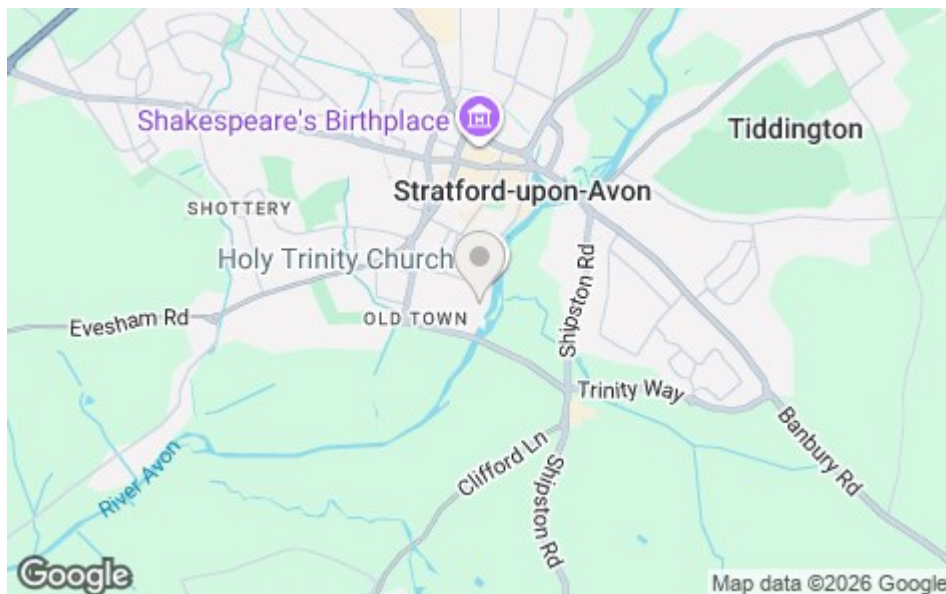 Shakespeare's Birthplace
Tiddington
Stratford-upon-Avon
SHOTTERY
Holy Trinity Church
Shipston Rd
Evesham Rd
OLD TOWN
Trinity Way
Banbury Rd
Clifford Ln
Shipston Rd
River Avon
Google
Map data ©2026 Google